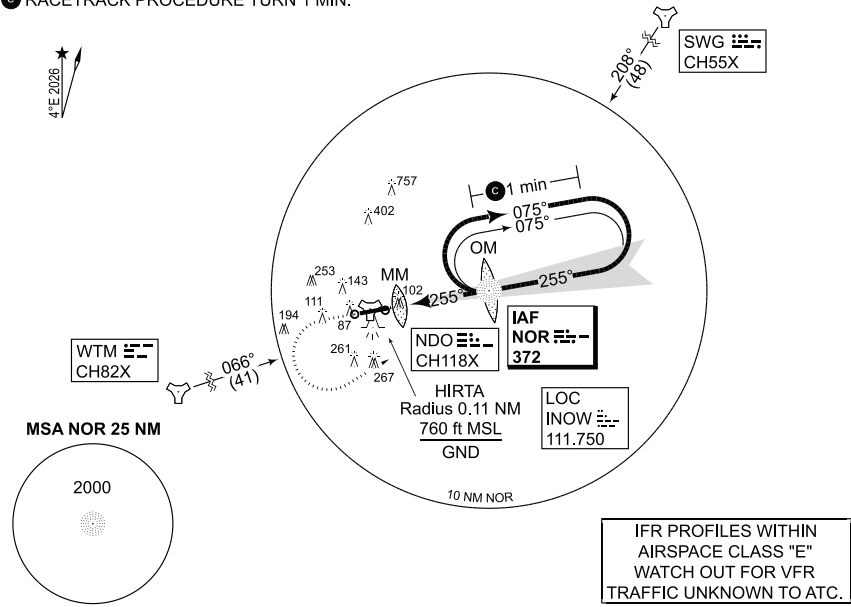 C RACETRACK PROCEDURE TURN 1 MIN.
4°E 2026
SWG
CH55X
208°
(48)
757
402
C 1 min
075°
075°
OM
253
143
MM
102
255°
255°
194
111
87
NDO
CH118X
IAF
NOR
372
WTM
CH82X
066°
(41)
261
267
HIRTA
Radius 0.11 NM
760 ft MSL
GND
LOC
INOW
111.750
MSA NOR 25 NM
2000
10 NM NOR
IFR PROFILES WITHIN
AIRSPACE CLASS "E"
WATCH OUT FOR VFR
TRAFFIC UNKNOWN TO ATC.